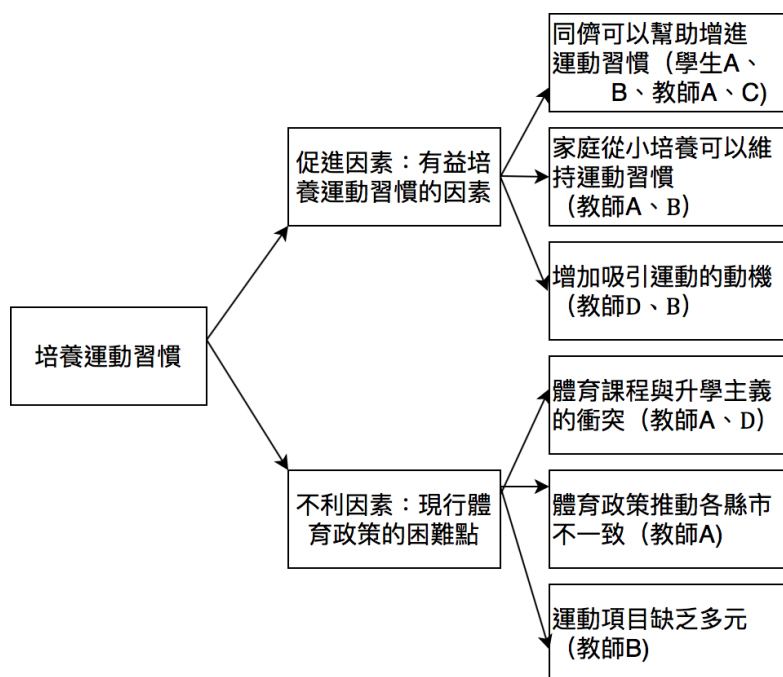 同儕可以幫助增進
運動習慣（學生A、
B、教師A、C)
促進因素：有益培
養運動習慣的因素
家庭從小培養可以維
持運動習慣
（教師A、B）
增加吸引運動的動機
（教師D、B）
培養運動習慣
體育課程與升學主義
的衝突（教師A、D）
不利因素：現行體
育政策的困難點
體育政策推動各縣市
不一致（教師A)
運動項目缺乏多元
（教師B)